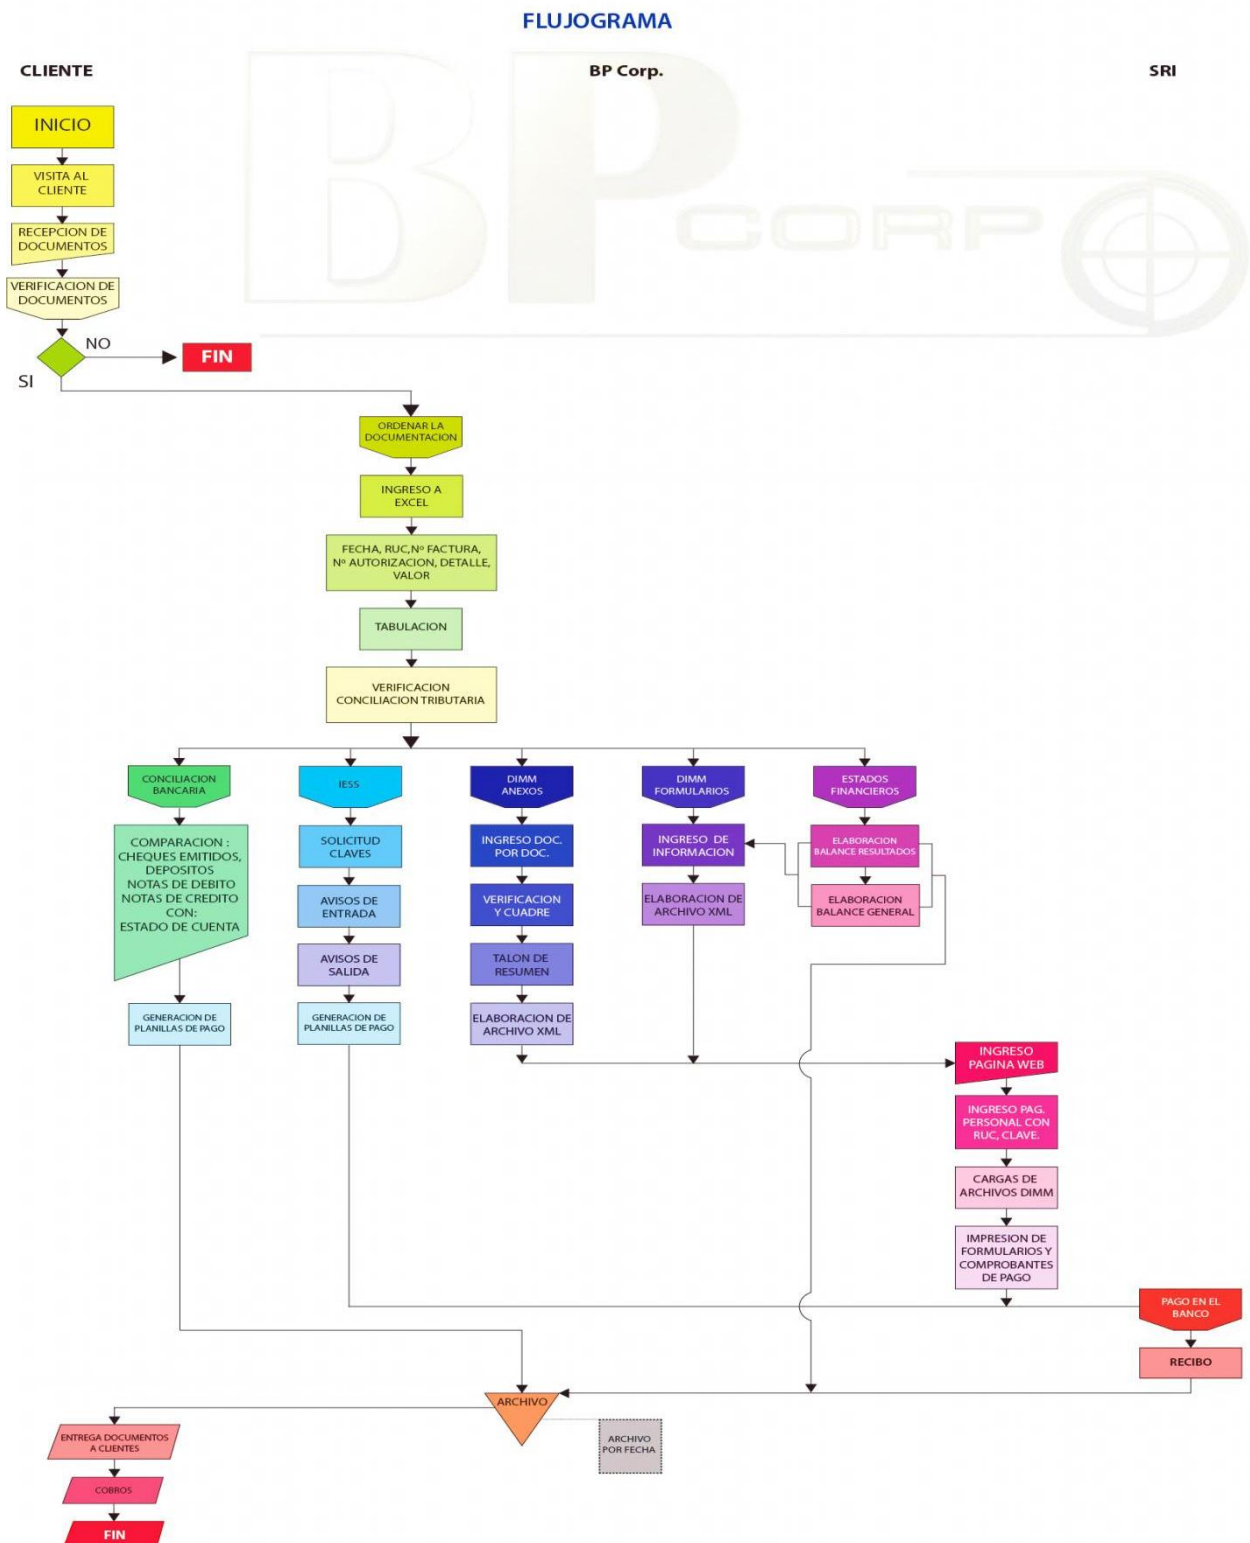 FLUJOGRAMA
CLIENTE
BP Corp.
SRI
BP
CORP
INICIO
VISITA AL
CLIENTE
RECEPCION DE
DOCUMENTOS
VERIFICACION DE
DOCUMENTOS
NO
FIN
SI
ORDENAR LA
DOCUMENTACION
INGRESO A
EXCEL
FECHA, RUC,Nº FACTURA,
Nº AUTORIZACION, DETALLE,
VALOR
TABULACION
VERIFICACION
CONCILIACION TRIBUTARIA
CONCILIACION
BANCARIA
COMPARACION :
CHEQUES EMITIDOS,
DEPOSITOS
NOTAS DE DEBITO
NOTAS DE CREDITO
CON:
ESTADO DE CUENTA
GENERACION DE
PLANILLAS DE PAGO
IESS
SOLICITUD
CLAVES
AVISOS DE
ENTRADA
AVISOS DE
SALIDA
GENERACION DE
PLANILLAS DE PAGO
DIMM
ANEXOS
INGRESO DOC.
POR DOC.
VERIFICACION
Y CUADRE
TALON DE
RESUMEN
ELABORACION DE
ARCHIVO XML
DIMM
FORMULARIOS
INGRESO DE
INFORMACION
ELABORACION DE
ARCHIVO XML
ESTADOS
FINANCIEROS
ELABORACION
BALANCE RESULTADOS
ELABORACION
BALANCE GENERAL
INGRESO
PAGINA WEB
INGRESO PAG.
PERSONAL CON
RUC, CLAVE.
CARGAS DE
ARCHIVOS DIMM
IMPRESION DE
FORMULARIOS Y
COMPROBANTES
DE PAGO
PAGO EN EL
BANCO
RECIBO
ARCHIVO
ARCHIVO
POR FECHA
ENTREGA DOCUMENTOS
A CLIENTES
COBROS
FIN